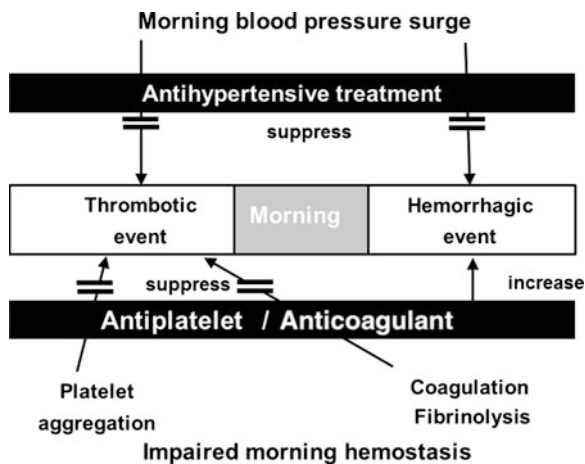 Morning blood pressure surge
Antihypertensive treatment
suppress
Thrombotic
event
Morning
Hemorrhagic
event
suppress
increase
Antiplatelet / Anticoagulant
Platelet
aggregation
Coagulation
Fibrinolysis
Impaired morning hemostasis